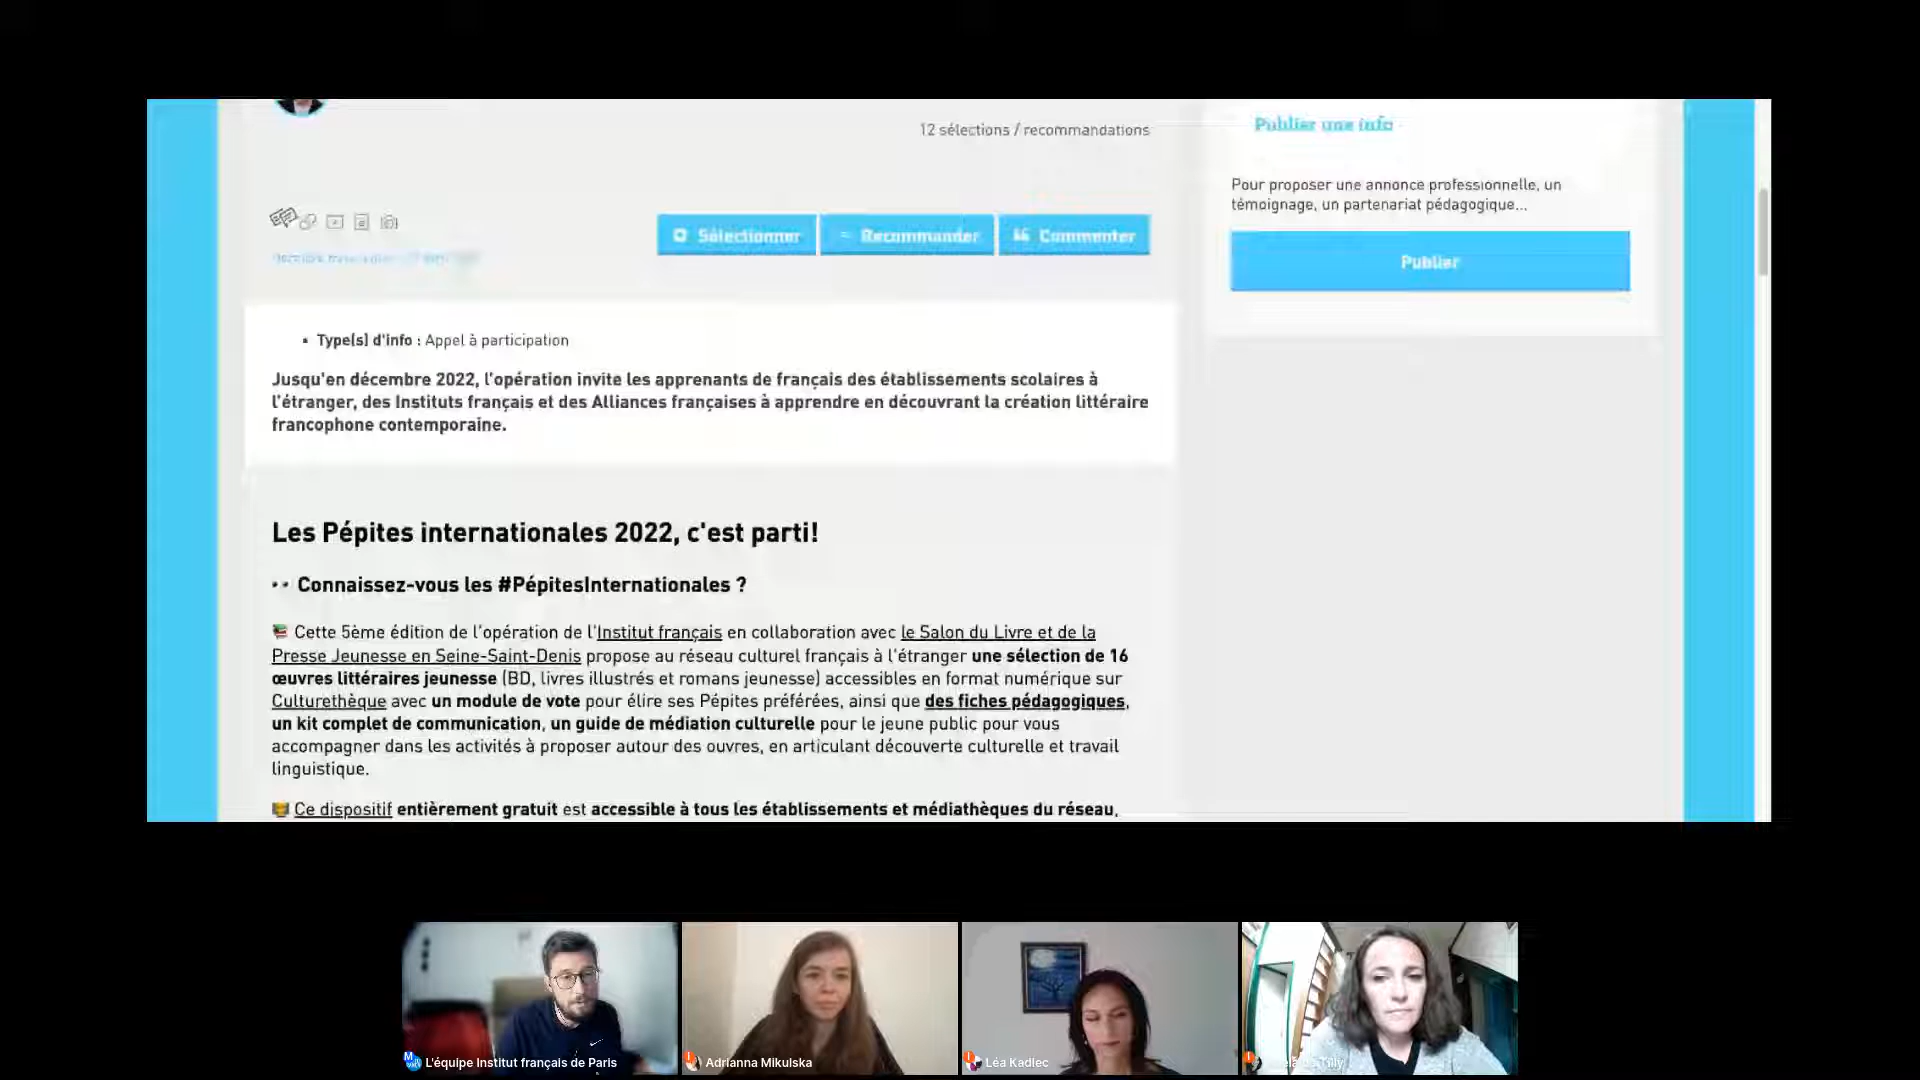 12 sélections / recommandations
Publier une info
Pour proposer une annonce professionnelle, un
témoignage, un partenariat pédagogique...
Sélectionner
Recommander
Commenter
Publier
Type(s) d'info : Appel à participation
Jusqu'en décembre 2022, l'opération invite les apprenants de français des établissements scolaires à
l'étranger, des Instituts français et des Alliances françaises à apprendre en découvrant la création littéraire
francophone contemporaine.
Les Pépites internationales 2022, c'est parti!
Connaissez-vous les #PépitesInternationales ?
Cette 5ème édition de l'opération de l'Institut français en collaboration avec le Salon du Livre et de la
Presse Jeunesse en Seine-Saint-Denis propose au réseau culturel français à l'étranger une sélection de 16
œuvres littéraires jeunesse (BD, livres illustrés et romans jeunesse) accessibles en format numérique sur
Culturethèque avec un module de vote pour élire ses Pépites préférées, ainsi que des fiches pédagogiques,
un kit complet de communication, un guide de médiation culturelle pour le jeune public pour vous
accompagner dans les activités à proposer autour des ouvres, en articulant découverte culturelle et travail
linguistique.
Ce dispositif entièrement gratuit est accessible à tous les établissements et médiathèques du réseau,
L'équipe Institut français de Paris
Adrianna Mikulska
Léa Kadlec
Tilly